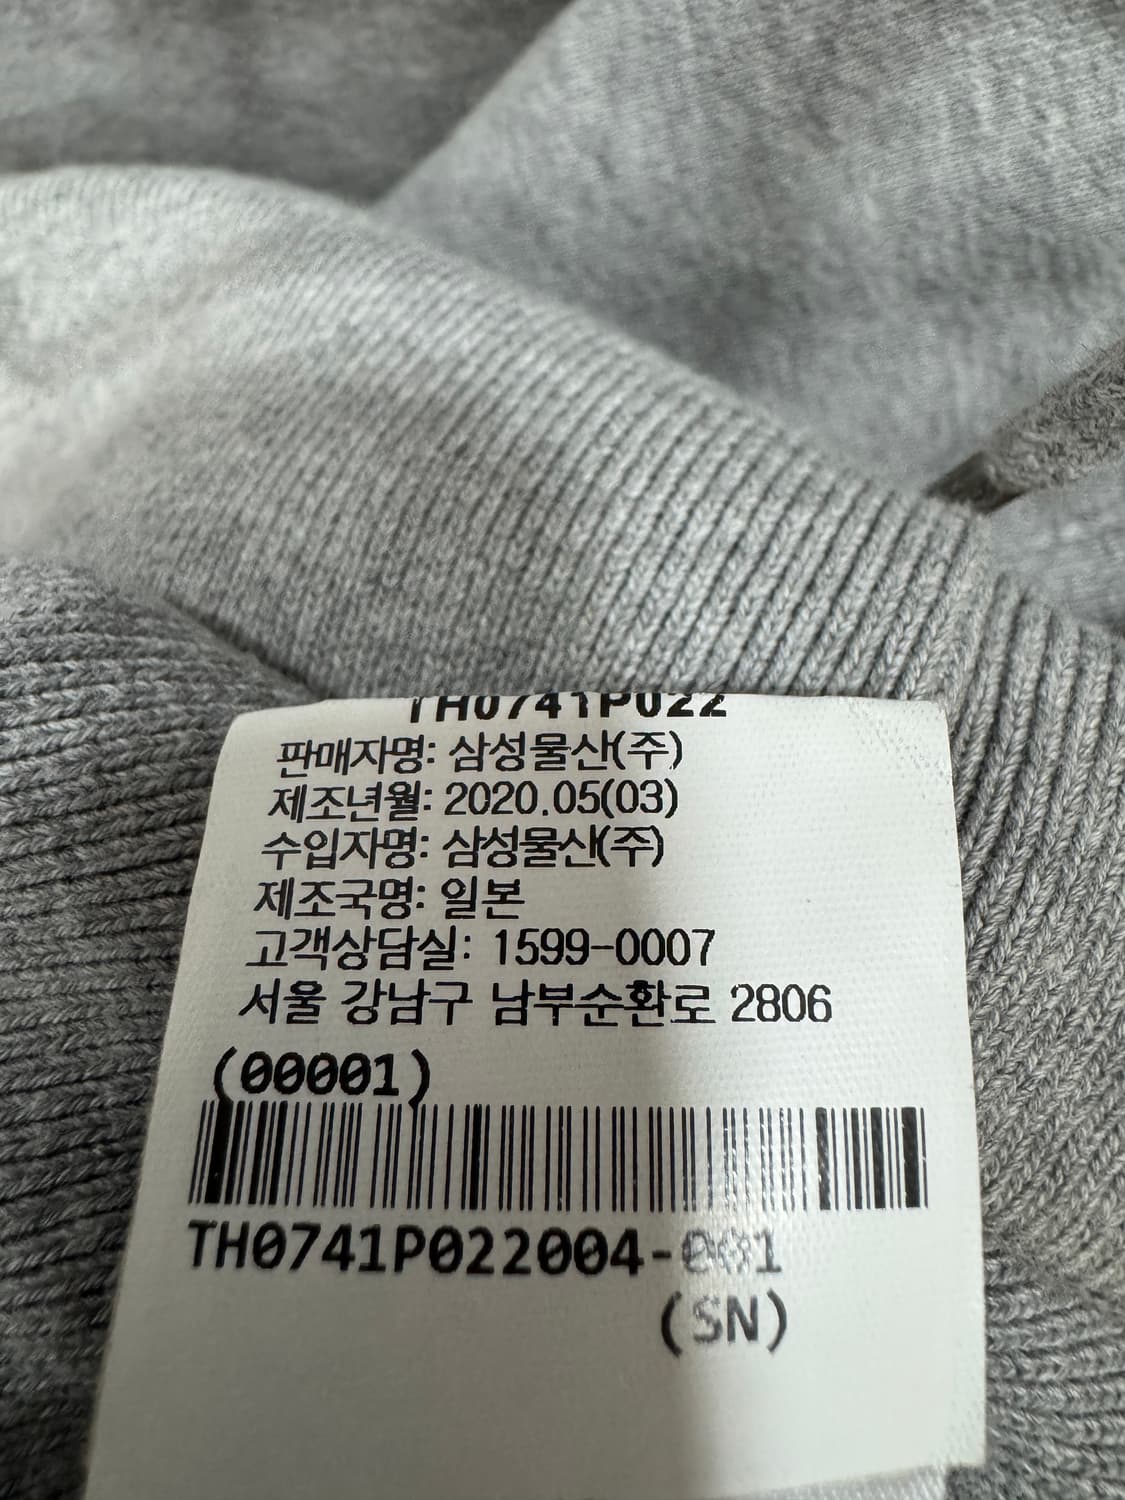 TH0741P022
판매자명: 삼성물산(주)
제조년월: 2020.05(03)
수입자명: 삼성물산(주)
제조국명: 일본
고객상담실: 1599-0007
서울 강남구 남부순환로 2806
(00001)
TH0741P022004-001
(SN)